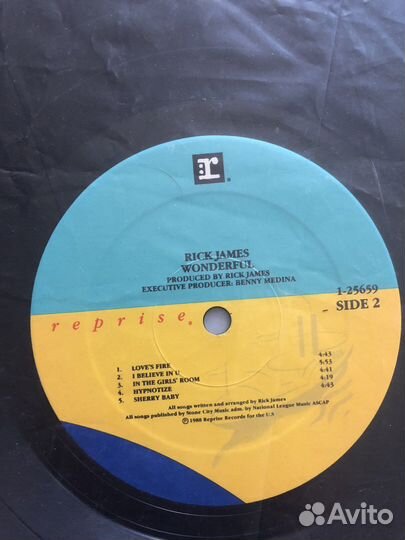 r
RICK JAMES
WONDERFUL
PRODUCED BY RICK JAMES
EXECUTIVE PRODUCER: BENNY MEDINA
1-25659
SIDE 2
reprise
1. LOVE'S FIRE 4:43
2. I BELIEVE IN U 5:53
3. IN THE GIRLS' ROOM 4:41
4. HYPNOTIZE 4:19
5. SHERRY BABY 4:43
All songs written and arranged by Rick James
All songs published by Stone City Music adm. by National League Music ASCAP
Ⓟ1988 Reprise Records for the U.S
Avito